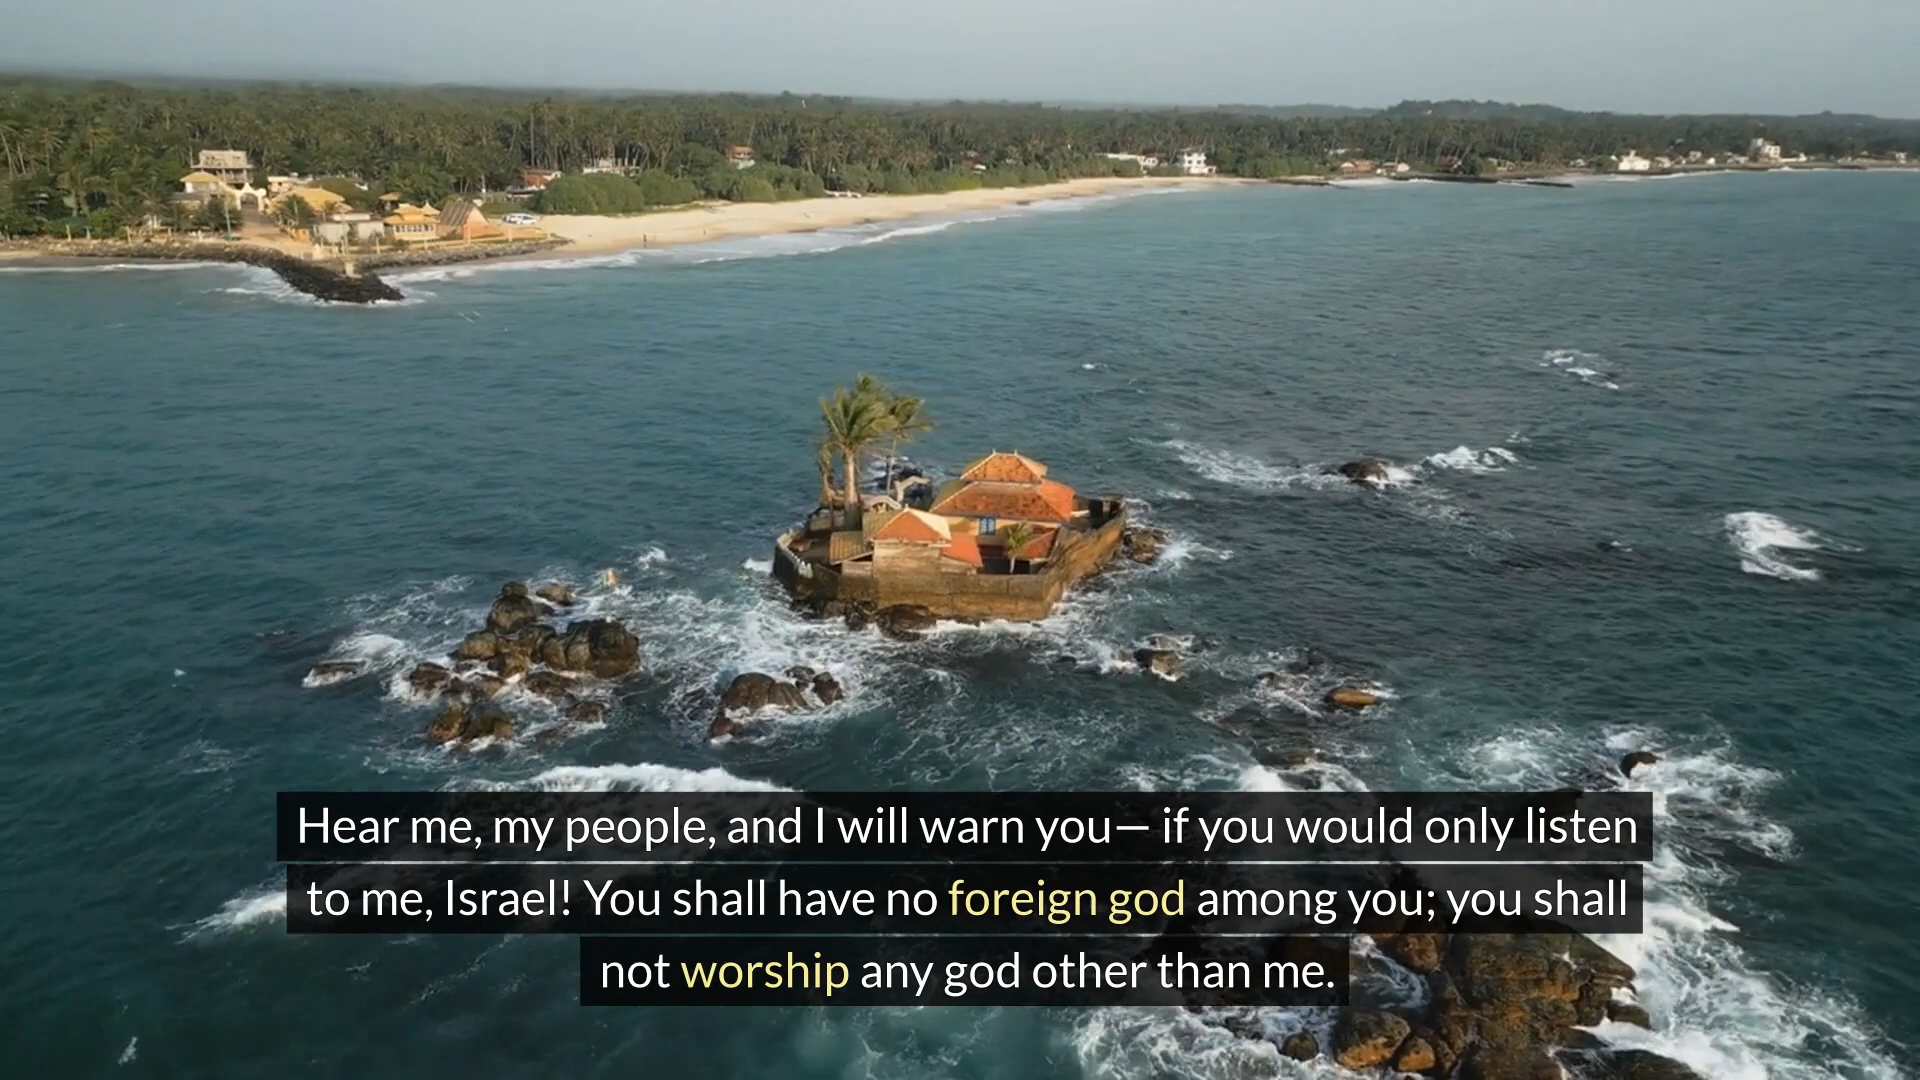 Hear me, my people, and I will warn you— if you would only listen
to me, Israel! You shall have no foreign god among you; you shall
not worship any god other than me.